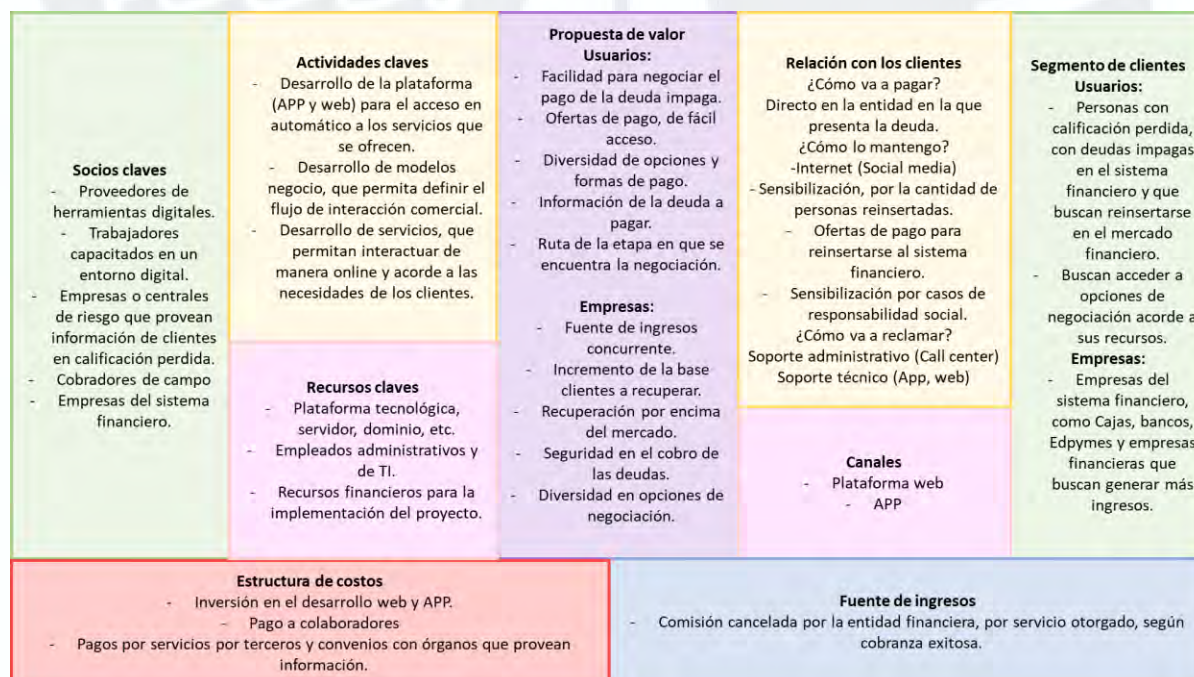 Socios claves
- Proveedores de
herramientas digitales.
- Trabajadores
capacitados en un
entorno digital.
- Empresas o centrales
de riesgo que provean
información de clientes
en calificación perdida.
- Cobradores de campo
- Empresas del sistema
financiero.
Actividades claves
- Desarrollo de la plataforma
(APP y web) para el acceso en
automático a los servicios que
se ofrecen.
- Desarrollo de modelos
negocio, que permita definir el
flujo de interacción comercial.
- Desarrollo de servicios, que
permitan interactuar de
manera online y acorde a las
necesidades de los clientes.
Recursos claves
- Plataforma tecnológica,
servidor, dominio, etc.
- Empleados administrativos y
de TI.
- Recursos financieros para la
implementación del proyecto.
Propuesta de valor
Usuarios:
- Facilidad para negociar el
pago de la deuda impaga.
- Ofertas de pago, de fácil
acceso.
- Diversidad de opciones y
formas de pago.
- Información de la deuda a
pagar.
- Ruta de la etapa en que se
encuentra la negociación.
Empresas:
- Fuente de ingresos
concurrente.
- Incremento de la base
clientes a recuperar.
- Recuperación por encima
del mercado.
- Seguridad en el cobro de
las deudas.
- Diversidad en opciones de
negociación.
Relación con los clientes
¿Cómo va a pagar?
Directo en la entidad en la que
presenta la deuda.
¿Cómo lo mantengo?
-Internet (Social media)
- Sensibilización, por la cantidad de
personas reinsertadas.
- Ofertas de pago para
reinsertarse al sistema
financiero.
- Sensibilización por casos de
responsabilidad social.
¿Cómo va a reclamar?
Soporte administrativo (Call center)
Soporte técnico (App, web)
Canales
- Plataforma web
- APP
Segmento de clientes
Usuarios:
- Personas con
calificación perdida,
con deudas impagas
en el sistema
financiero y que
buscan reinsertarse
en el mercado
financiero.
- Buscan acceder a
opciones de
negociación acorde a
sus recursos.
Empresas:
- Empresas del
sistema financiero,
como Cajas, bancos,
Edpymes y empresas
financieras que
buscan generar más
ingresos.
Estructura de costos
- Inversión en el desarrollo web y APP.
- Pago a colaboradores
- Pagos por servicios por terceros y convenios con órganos que provean
información.
Fuente de ingresos
- Comisión cancelada por la entidad financiera, por servicio otorgado, según
cobranza exitosa.